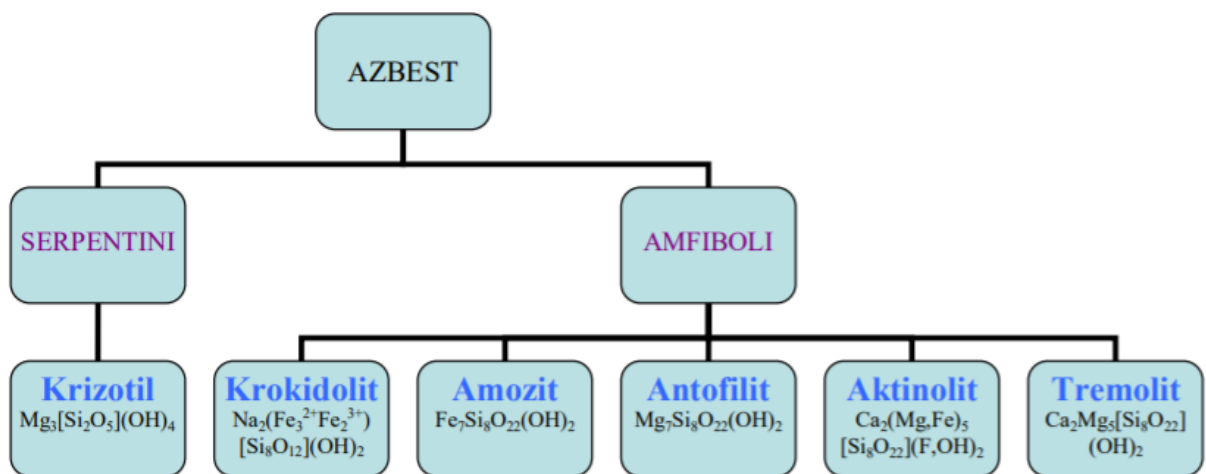 AZBEST
SERPENTINI
AMFIBOLI
Krizotil
Mg₃[Si₂O₅](OH)₄
Krokidolit
Na₂(Fe₃²⁺Fe₂³⁺)
[Si₈O₁₂](OH)₂
Amozit
Fe₇Si₈O₂₂(OH)₂
Antofilit
Mg₇Si₈O₂₂(OH)₂
Aktinolit
Ca₂(Mg,Fe)₅
[Si₈O₂₂](F,OH)₂
Tremolit
Ca₂Mg₅[Si₈O₂₂]
(OH)₂